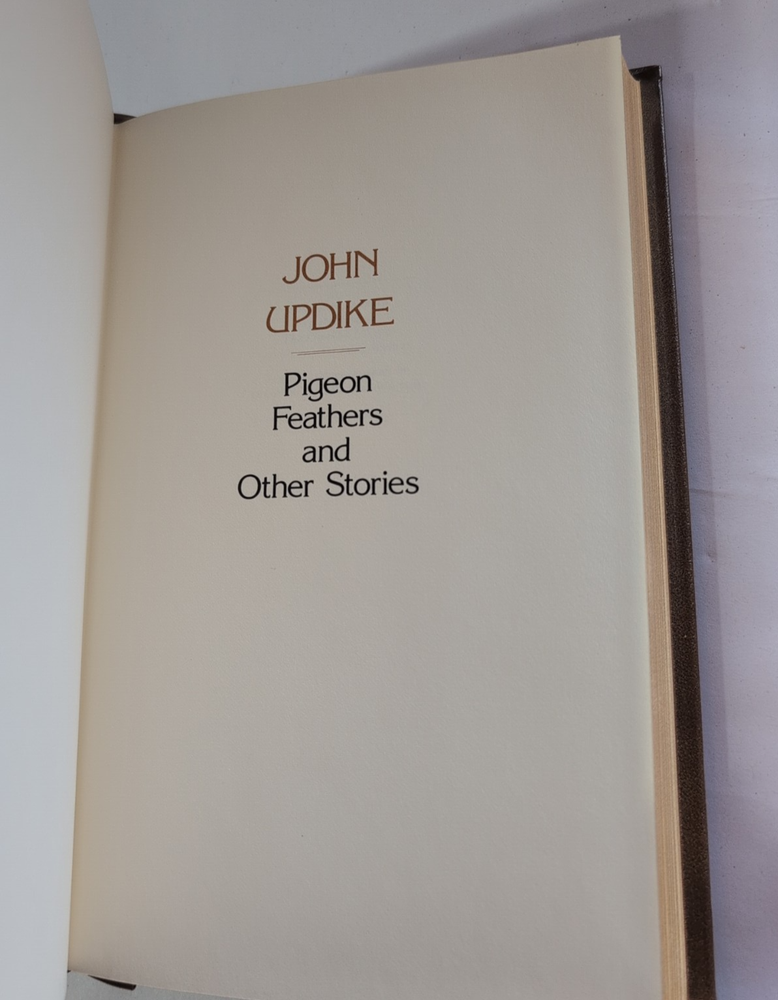 JOHN
UPDIKE
Pigeon
Feathers
and
Other Stories